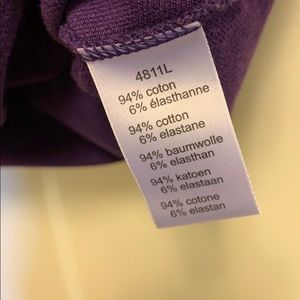 4811L
94% coton
6% élasthanne
94% cotton
6% elastane
94% baumwolle
6% elasthan
94% katoen
6% elastaan
94% cotone
6% elastan